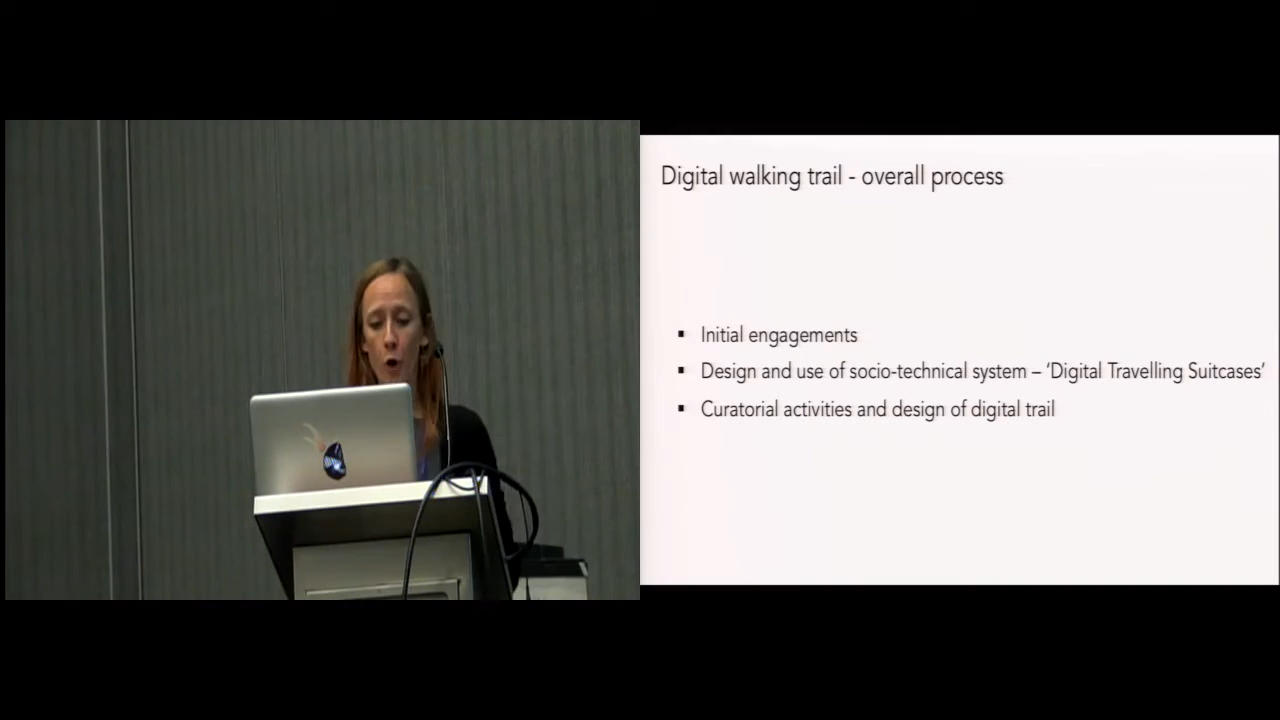 Digital walking trail - overall process
▪ Initial engagements
▪ Design and use of socio-technical system – ‘Digital Travelling Suitcases’
▪ Curatorial activities and design of digital trail